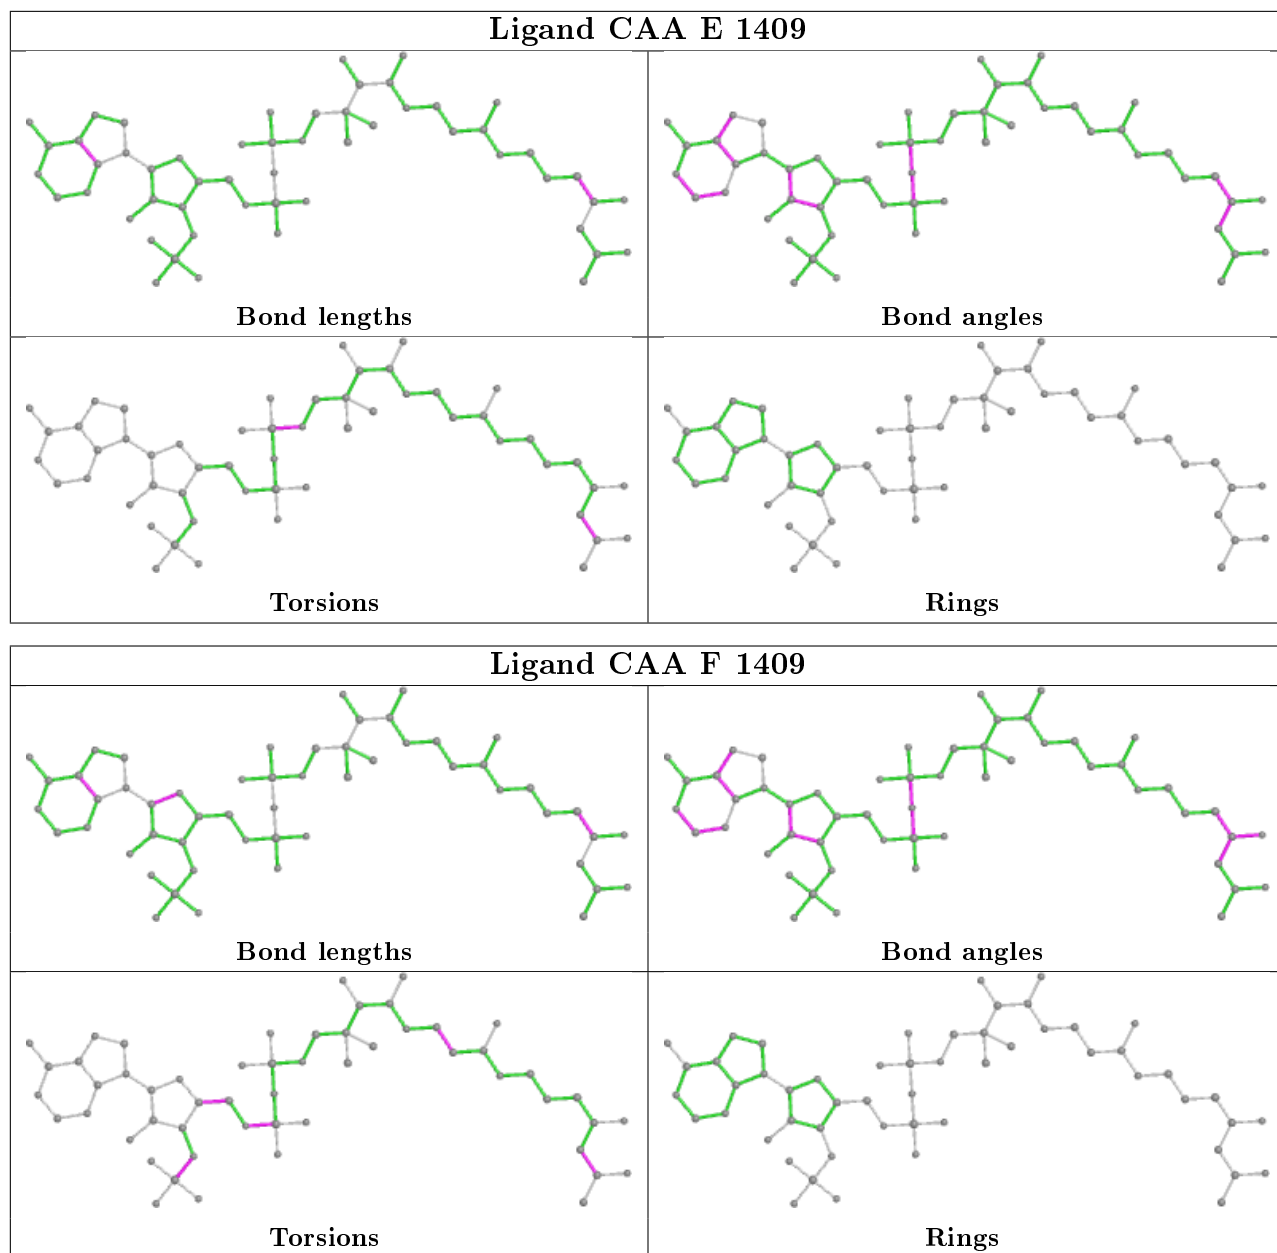 Ligand CAA E 1409
Bond lengths
Bond angles
Torsions
Rings
Ligand CAA F 1409
Bond lengths
Bond angles
Torsions
Rings